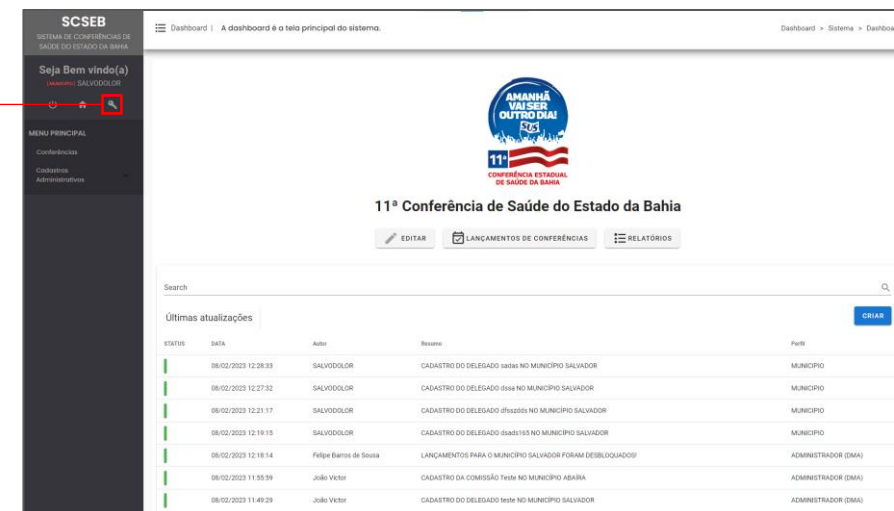 SCSEB
SISTEMA DE CONFERÊNCIAS DE
SAÚDE DO ESTADO DA BAHIA
Dashboard | A dashboard é a tela principal do sistema.
Dashboard > Sistema > Dashboa
Seja Bem vindo(a)
(MUNICIPIO) SALVODOLOR
MENU PRINCIPAL
Conferências
Cadastros
Administrativos
AMANHÃ
VAI SER
OUTRO DIA!
SUS
11ª
CONFERÊNCIA ESTADUAL
DE SAÚDE DA BAHIA
11ª Conferência de Saúde do Estado da Bahia
EDITAR LANÇAMENTOS DE CONFERÊNCIAS RELATÓRIOS
Search
Últimas atualizações CRIAR
STATUS DATA Autor Resumo Perfil
08/02/2023 12:28:33 SALVODOLOR CADASTRO DO DELEGADO sadas NO MUNICÍPIO SALVADOR MUNICIPIO
08/02/2023 12:27:32 SALVODOLOR CADASTRO DO DELEGADO dssa NO MUNICÍPIO SALVADOR MUNICIPIO
08/02/2023 12:21:17 SALVODOLOR CADASTRO DO DELEGADO NO MUNICÍPIO SALVADOR MUNICIPIO
08/02/2023 12:19:15 SALVODOLOR CADASTRO DO DELEGADO dsads165 NO MUNICÍPIO SALVADOR MUNICIPIO
08/02/2023 12:18:14 Felipe Barros de Sousa LANÇAMENTOS PARA O MUNICÍPIO SALVADOR FORAM DESBLOQUADOS! ADMINISTRADOR (DMA)
08/02/2023 11:55:59 João Victor CADASTRO DA COMISSÃO Teste NO MUNICÍPIO ABAÍRA ADMINISTRADOR (DMA)
08/02/2023 11:49:29 João Victor CADASTRO DO DELEGADO teste NO MUNICÍPIO SALVADOR ADMINISTRADOR (DMA)